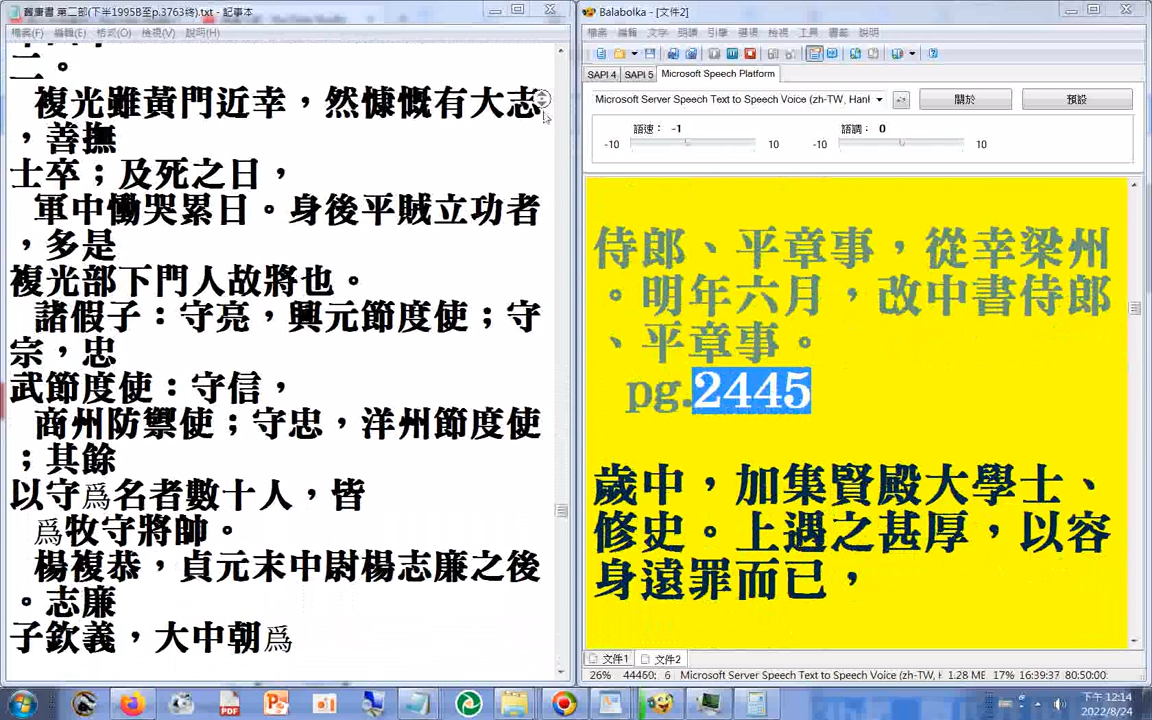 舊唐書 第二部(下半1995B至p.3763终).txt - 記事本
檔案(F) 編輯(E) 格式(O) 檢視(V) 說明(H)
二。
複光雖黃門近幸，然慷慨有大志
，善撫
士卒；及死之日，
軍中慟哭累日。身後平賊立功者
，多是
複光部下門人故將也。
諸假子：守亮，興元節度使；守
宗，忠
武節度使：守信，
商州防禦使；守忠，洋州節度使
；其餘
以守爲名者數十人，皆
爲牧守將帥。
楊複恭，貞元末中尉楊志廉之後
。志廉
子欽義，大中朝爲
Balabolka - [文件2]
檔案 編輯 文字 朗讀 引擎 選項 檢視 工具 書籤 說明
SAPI 4 SAPI 5 Microsoft Speech Platform
Microsoft Server Speech Text to Speech Voice (zh-TW, Hanl
關於
預設
語速： -1
語調： 0
-10 10 -10 10
侍郎、平章事，從幸梁州
。明年六月，改中書侍郎
、平章事。
pg.2445
歲中，加集賢殿大學士、
修史。上遇之甚厚，以容
身遠罪而已，
文件1 文件2
26% 44460: 6 Microsoft Server Speech Text to Speech Voice (zh-TW, H 1.28 ME 17% 16:39:37 80:50:00
下午 12:14
2022/8/24